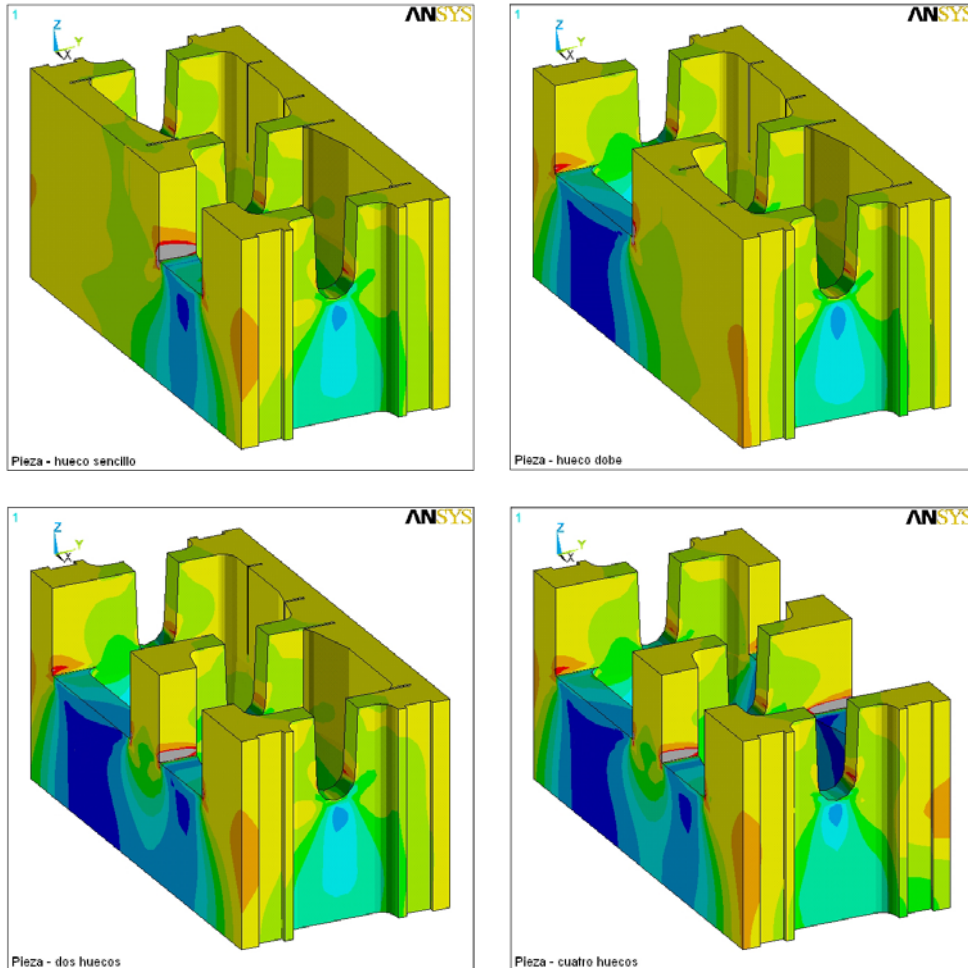 1
ANSYS
Z
Y
X
Pieza - hueco sencillo
1
ANSYS
Z
Y
X
Pieza - hueco dobe
1
ANSYS
Z
Y
X
Pieza - dos huecos
1
ANSYS
Z
Y
X
Pieza - cuatro huecos